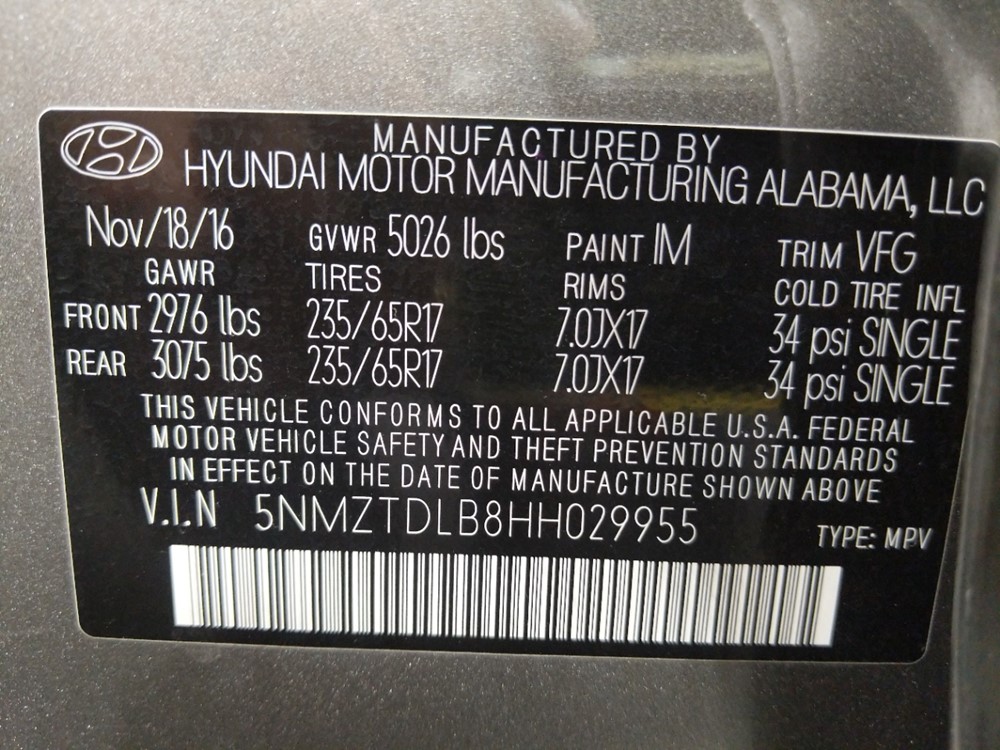 MANUFACTURED BY
HYUNDAI MOTOR MANUFACTURING ALABAMA, LLC
Nov/18/16 GVWR 5026 lbs PAINT IM TRIM VFG
GAWR TIRES RIMS COLD TIRE INFL
FRONT 2976 lbs 235/65R17 7.0JX17 34 psi SINGLE
REAR 3075 lbs 235/65R17 7.0JX17 34 psi SINGLE
THIS VEHICLE CONFORMS TO ALL APPLICABLE U.S.A. FEDERAL
MOTOR VEHICLE SAFETY AND THEFT PREVENTION STANDARDS
IN EFFECT ON THE DATE OF MANUFACTURE SHOWN ABOVE
V.I.N 5NMZTDLB8HH029955 TYPE: MPV